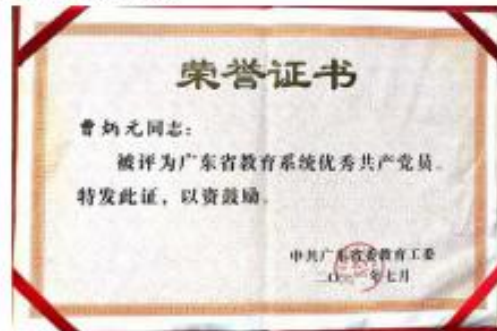 荣誉证书
曹炳元同志:
被评为广东省教育系统优秀共产党员。
特发此证，以资鼓励。
中共广东省委教育工委
年七月